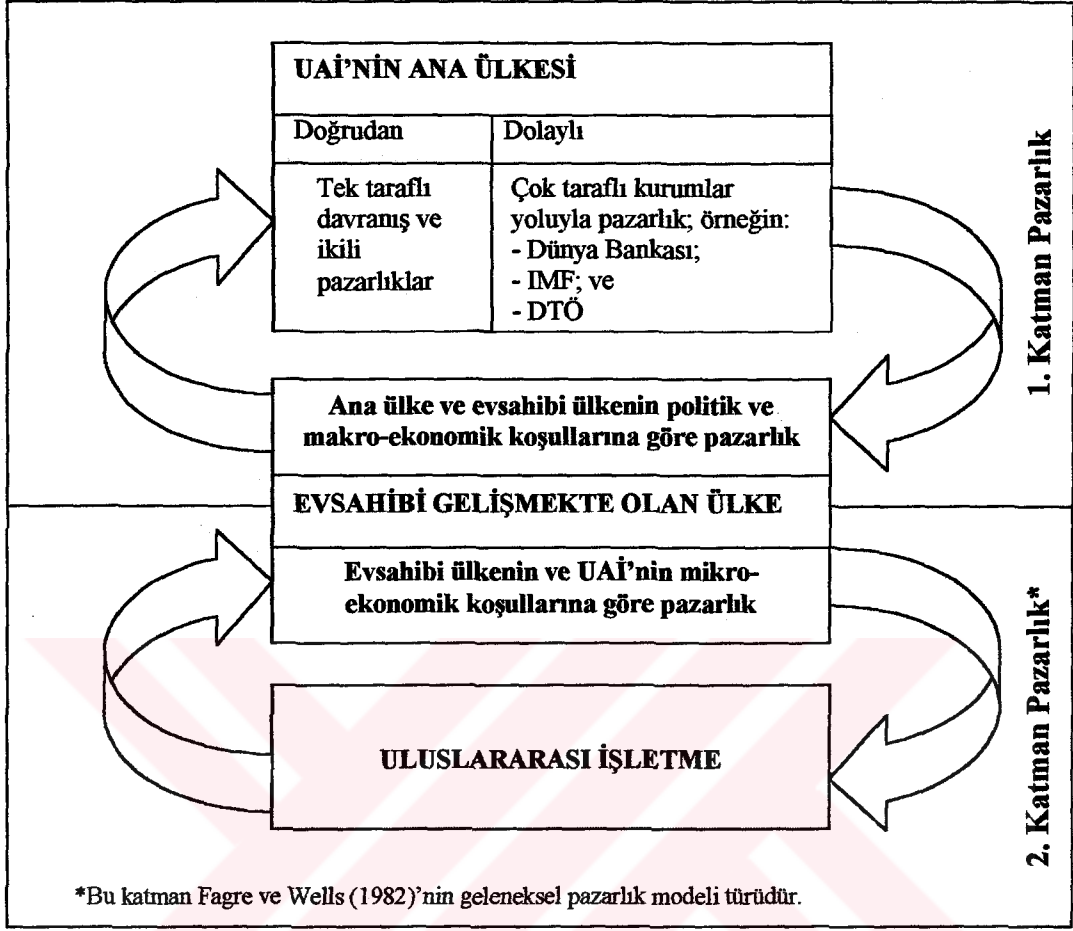 UAİ'NİN ANA ÜLKESİ
Doğrudan
Dolaylı
Tek taraflı
davranış ve
ikili
pazarlıklar
Çok taraflı kurumlar
yoluyla pazarlık; örneğin:
- Dünya Bankası;
- IMF; ve
- DTÖ
1. Katman Pazarlık
Ana ülke ve evsahibi ülkenin politik ve
makro-ekonomik koşullarına göre pazarlık
EVSAHİBİ GELİŞMEKTE OLAN ÜLKE
Evsahibi ülkenin ve UAİ'nin mikro-
ekonomik koşullarına göre pazarlık
2. Katman Pazarlık*
ULUSLARARASI İŞLETME
*Bu katman Fagre ve Wells (1982)'nin geleneksel pazarlık modeli türüdür.